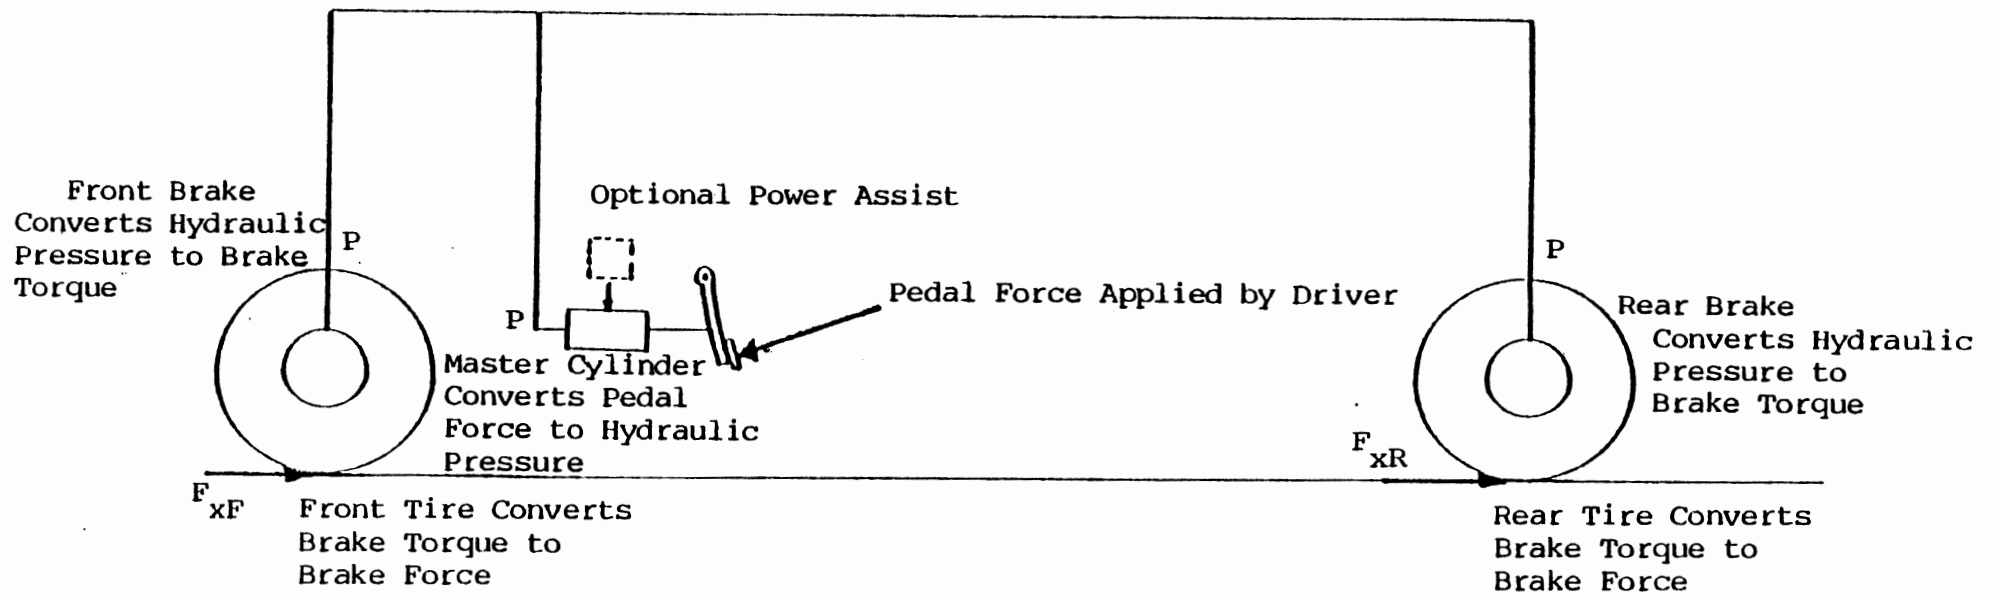 Front Brake
Converts Hydraulic
Pressure to Brake
Torque
P
Optional Power Assist
P
Pedal Force Applied by Driver
Master Cylinder
Converts Pedal
Force to Hydraulic
Pressure
P
Rear Brake
Converts Hydraulic
Pressure to
Brake Torque
FxF
Front Tire Converts
Brake Torque to
Brake Force
FxR
Rear Tire Converts
Brake Torque to
Brake Force